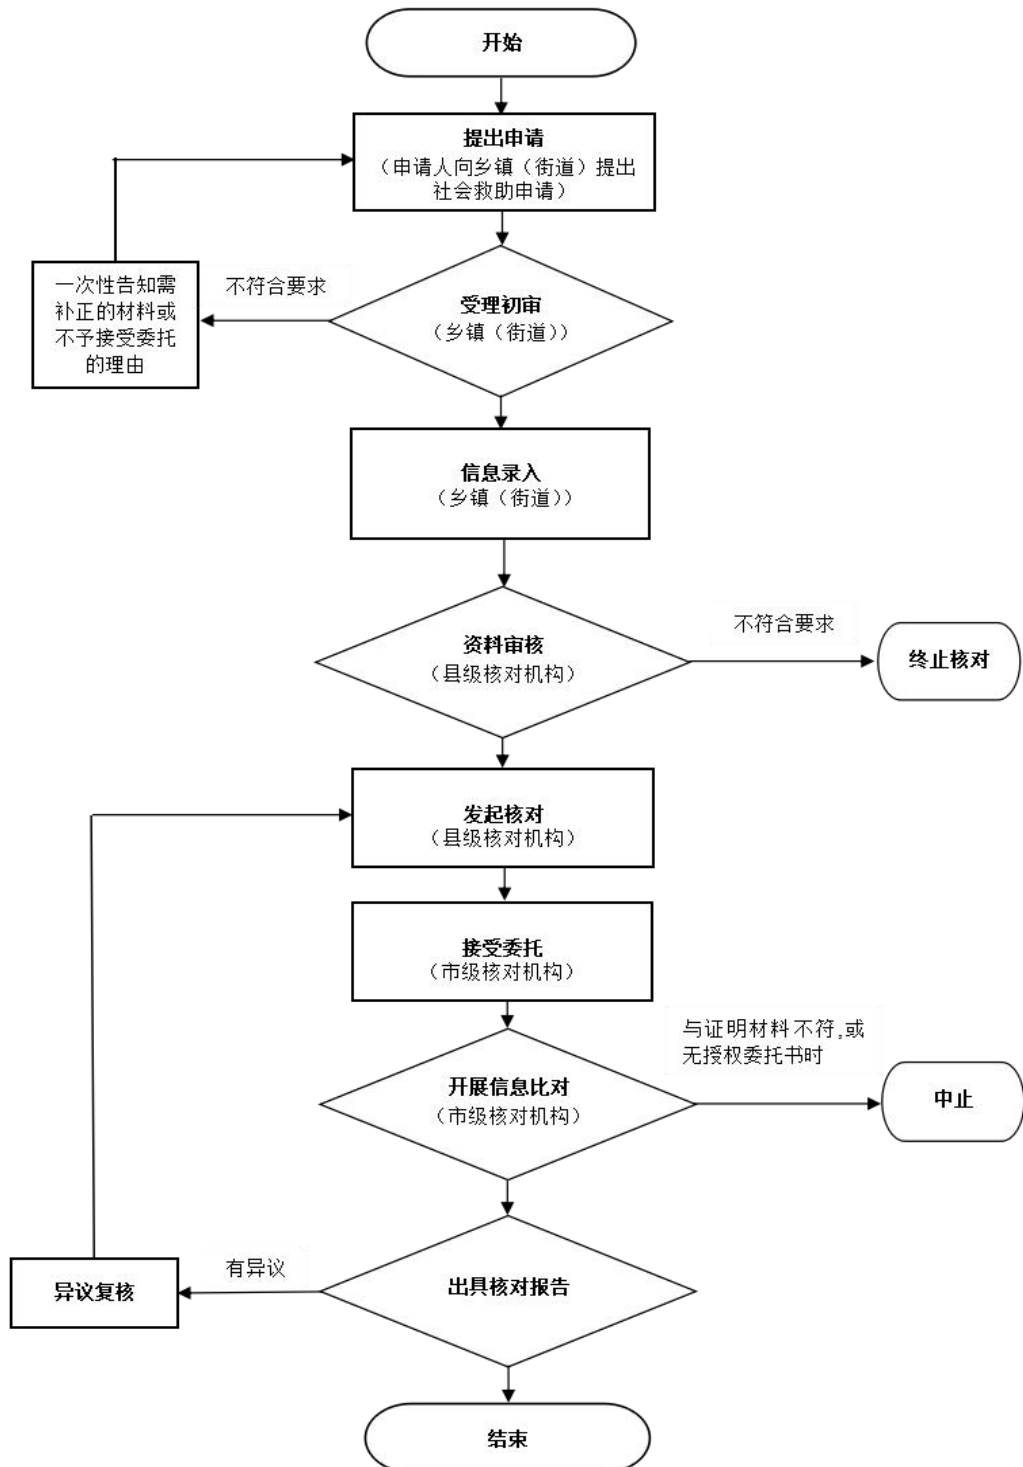 开始
提出申请
（申请人向乡镇（街道）提出
社会救助申请）
一次性告知需
补正的材料或
不予接受委托
的理由
不符合要求
受理初审
（乡镇（街道））
信息录入
（乡镇（街道））
资料审核
（县级核对机构）
不符合要求
终止核对
发起核对
（县级核对机构）
接受委托
（市级核对机构）
与证明材料不符,或
无授权委托书时
开展信息比对
（市级核对机构）
中止
有异议
异议复核
出具核对报告
结束